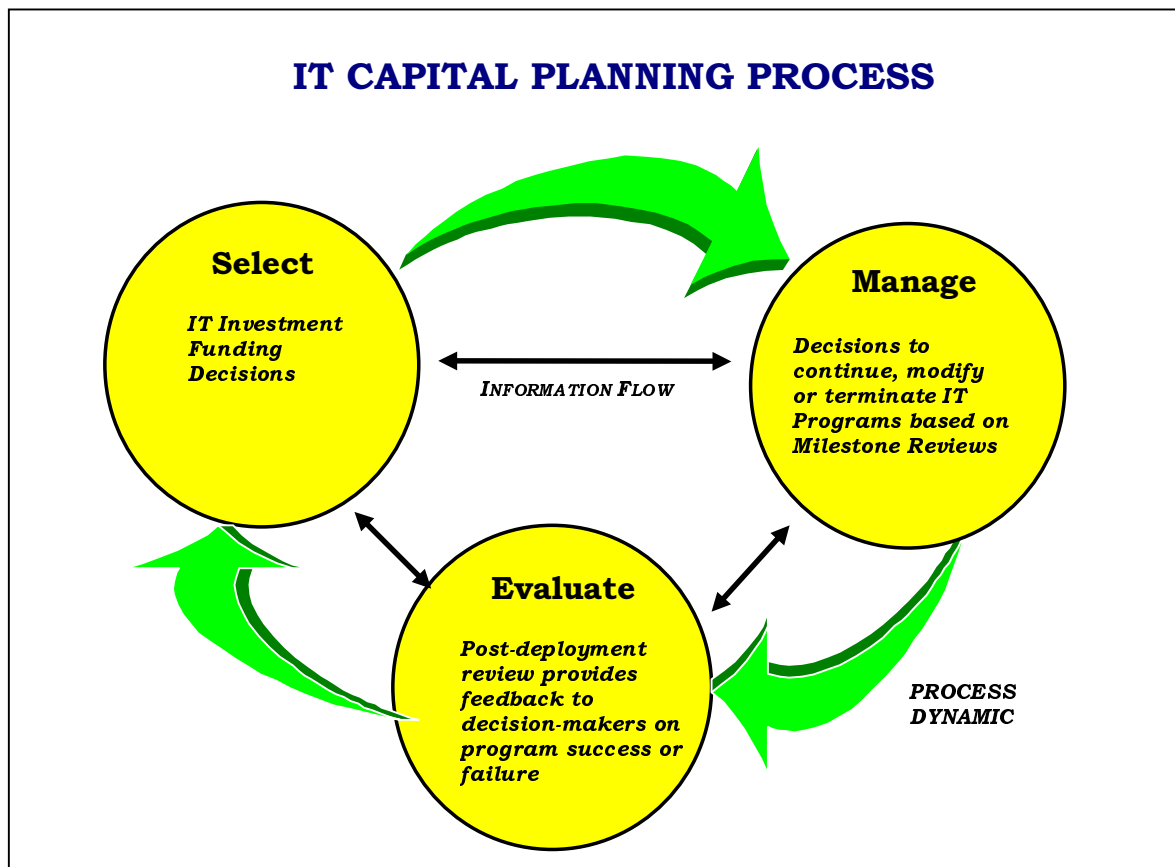 IT CAPITAL PLANNING PROCESS
Select
IT Investment
Funding
Decisions
Manage
Decisions to
continue, modify
or terminate IT
Programs based on
Milestone Reviews
INFORMATION FLOW
Evaluate
Post-deployment
review provides
feedback to
decision-makers on
program success or
failure
PROCESS
DYNAMIC